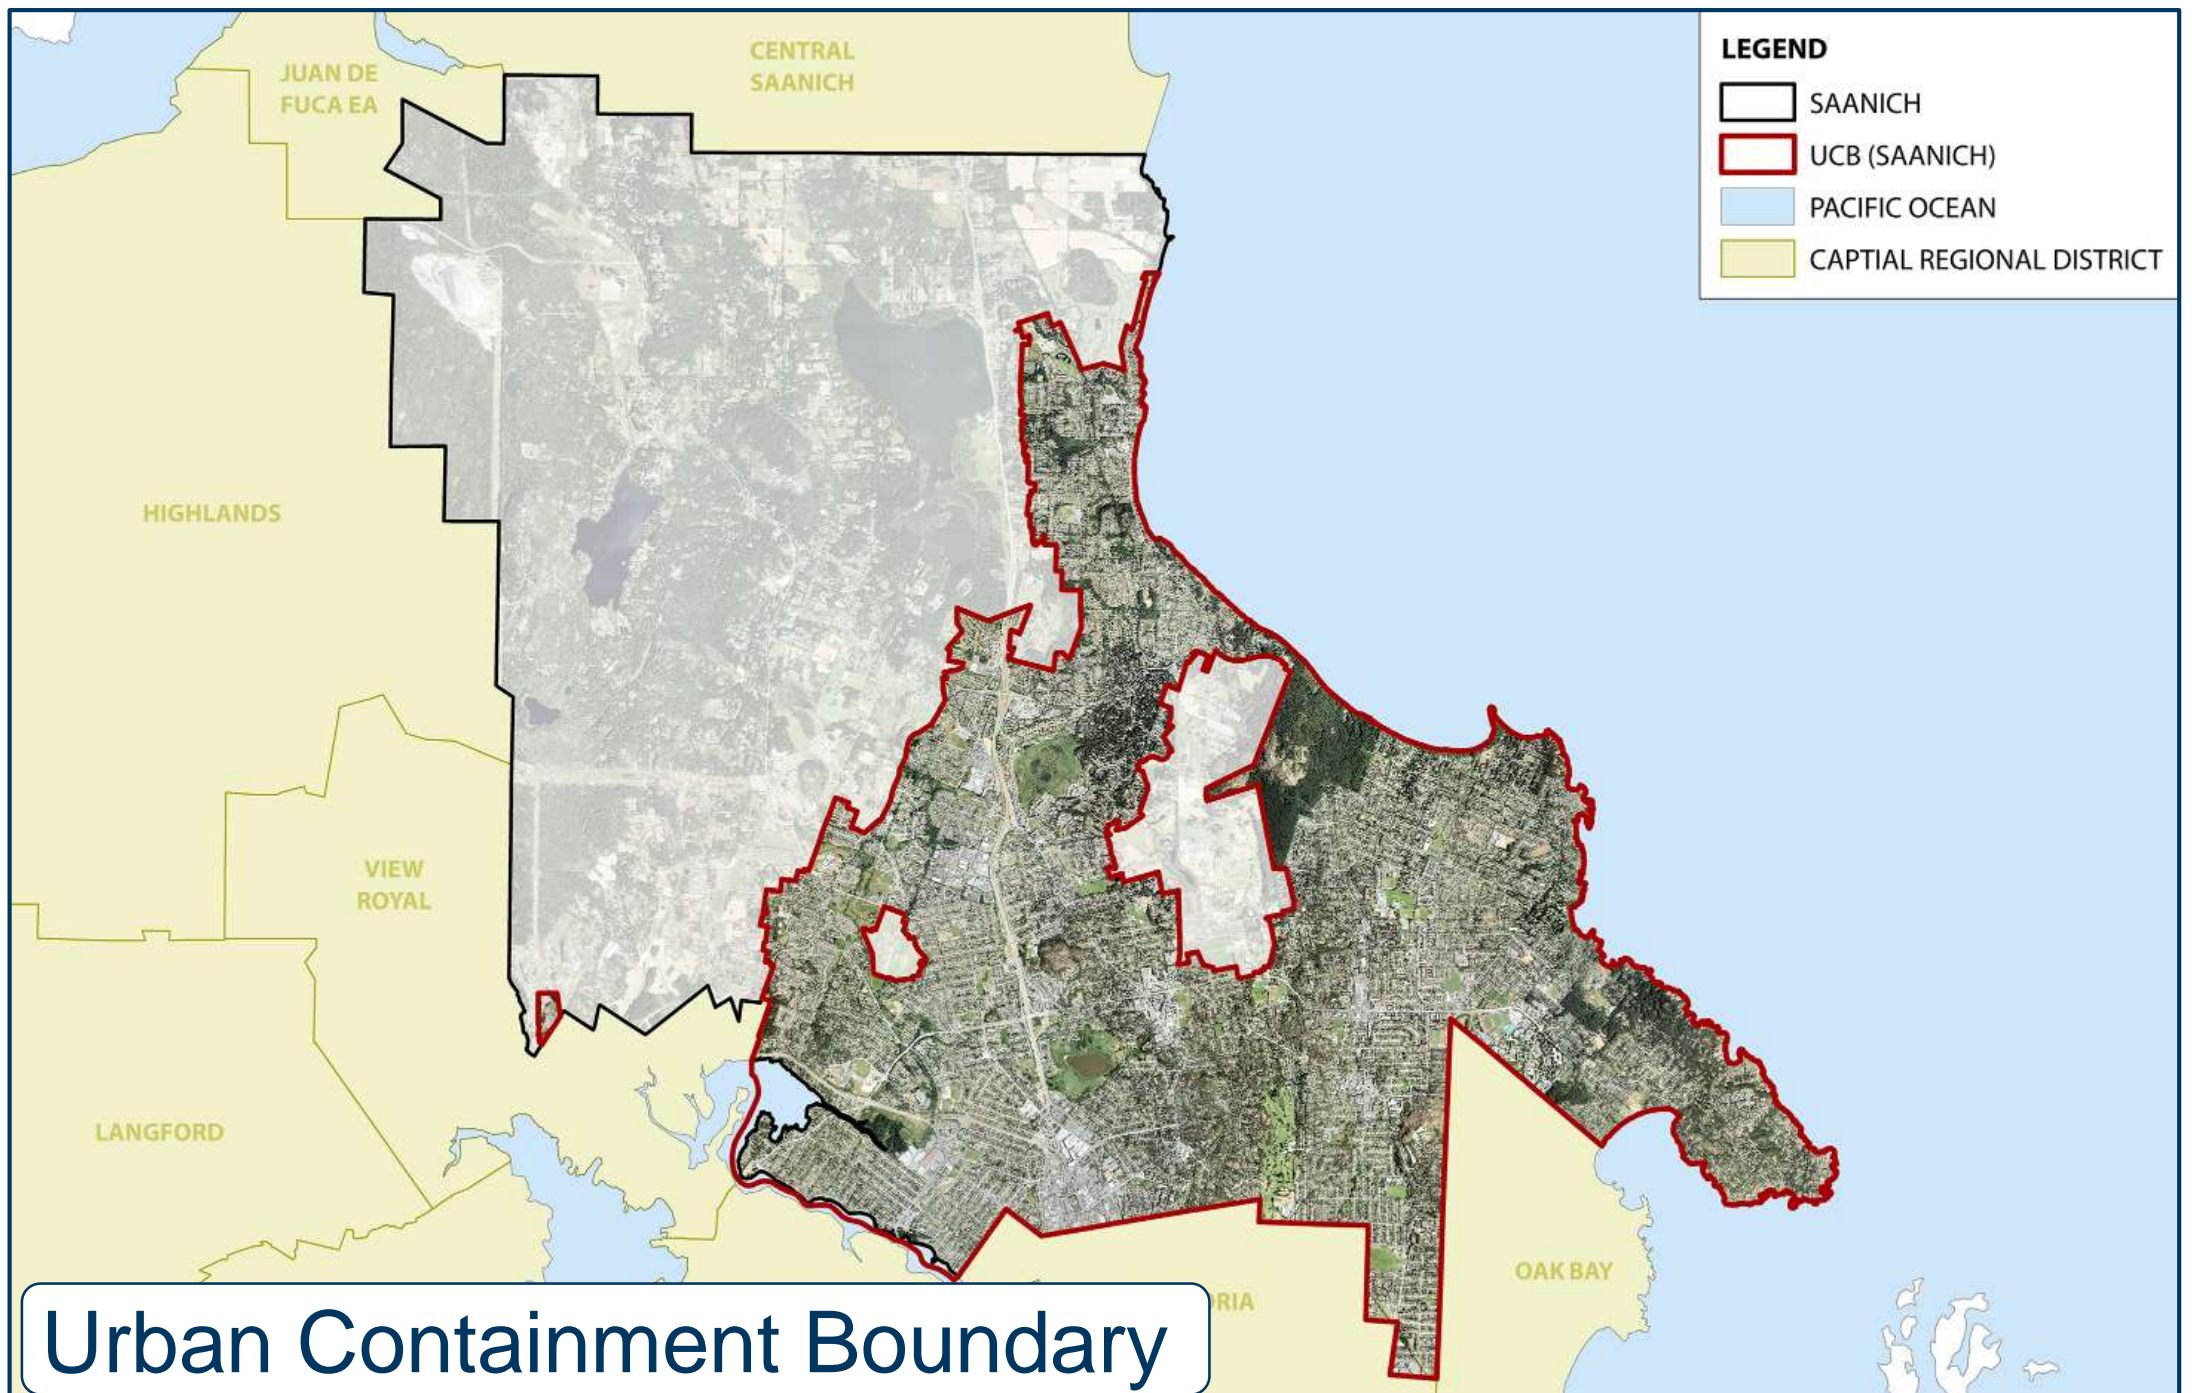 CENTRAL
SAANICH
JUAN DE
FUCA EA
LEGEND
SAANICH
UCB (SAANICH)
PACIFIC OCEAN
CAPTIAL REGIONAL DISTRICT
HIGHLANDS
VIEW
ROYAL
LANGFORD
OAK BAY
RIA
Urban Containment Boundary